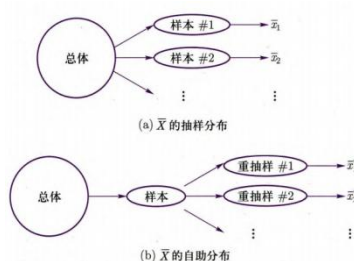 样本 #1
x̄₁
总体
样本 #2
x̄₂
⋮
⋮
(a) X̄ 的抽样分布
重抽样 #1
总体
样本
重抽样 #2
⋮
⋮
(b) X̄ 的自助分布